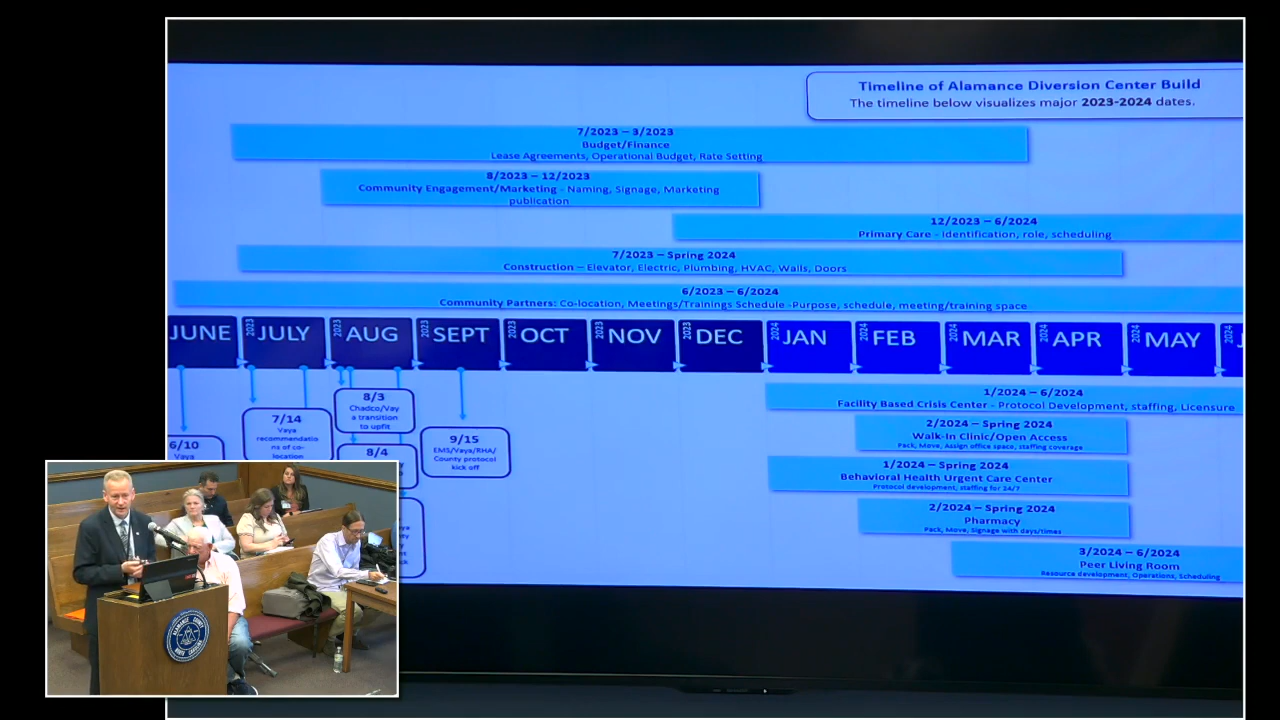 Timeline of Alamance Diversion Center Build
The timeline below visualizes major 2023-2024 dates.
7/2023 – 3/2023
Budget/Finance
Lease Agreements, Operational Budget, Rate Setting
8/2023 – 12/2023
Community Engagement/Marketing - Naming, Signage, Marketing
publication
12/2023 – 6/2024
Primary Care - identification, role, scheduling
7/2023 – Spring 2024
Construction – Elevator, Electric, Plumbing, HVAC, Walls, Doors
6/2023 – 6/2024
Community Partners: Co-location, Meetings/Trainings Schedule -Purpose, schedule, meeting/training space
JUNE
2023 JULY
2023 AUG
2023 SEPT
2023 OCT
2023 NOV
2023 DEC
2024 JAN
2024 FEB
2024 MAR
2024 APR
2024 MAY
2024
1/2024 – 6/2024
Facility Based Crisis Center - Protocol Development, staffing, Licensure
2/2024 – Spring 2024
Walk-In Clinic/Open Access
Pack, Move, Assign office space, staffing coverage
1/2024 – Spring 2024
Behavioral Health Urgent Care Center
Protocol development, staffing for 24/7
2/2024 – Spring 2024
Pharmacy
Pack, Move, Signage with days/times
3/2024 – 6/2024
Peer Living Room
Resource development, Operations, Scheduling
6/10
Vaya
7/14
Vaya
recommendatio
ns of co-
location
8/3
Chadco/Vay
a transition
to upfit
8/4
9/15
EMS/Vaya/RHA/
County protocol
kick off
ALAMANCE COUNTY
NORTH CAROLINA